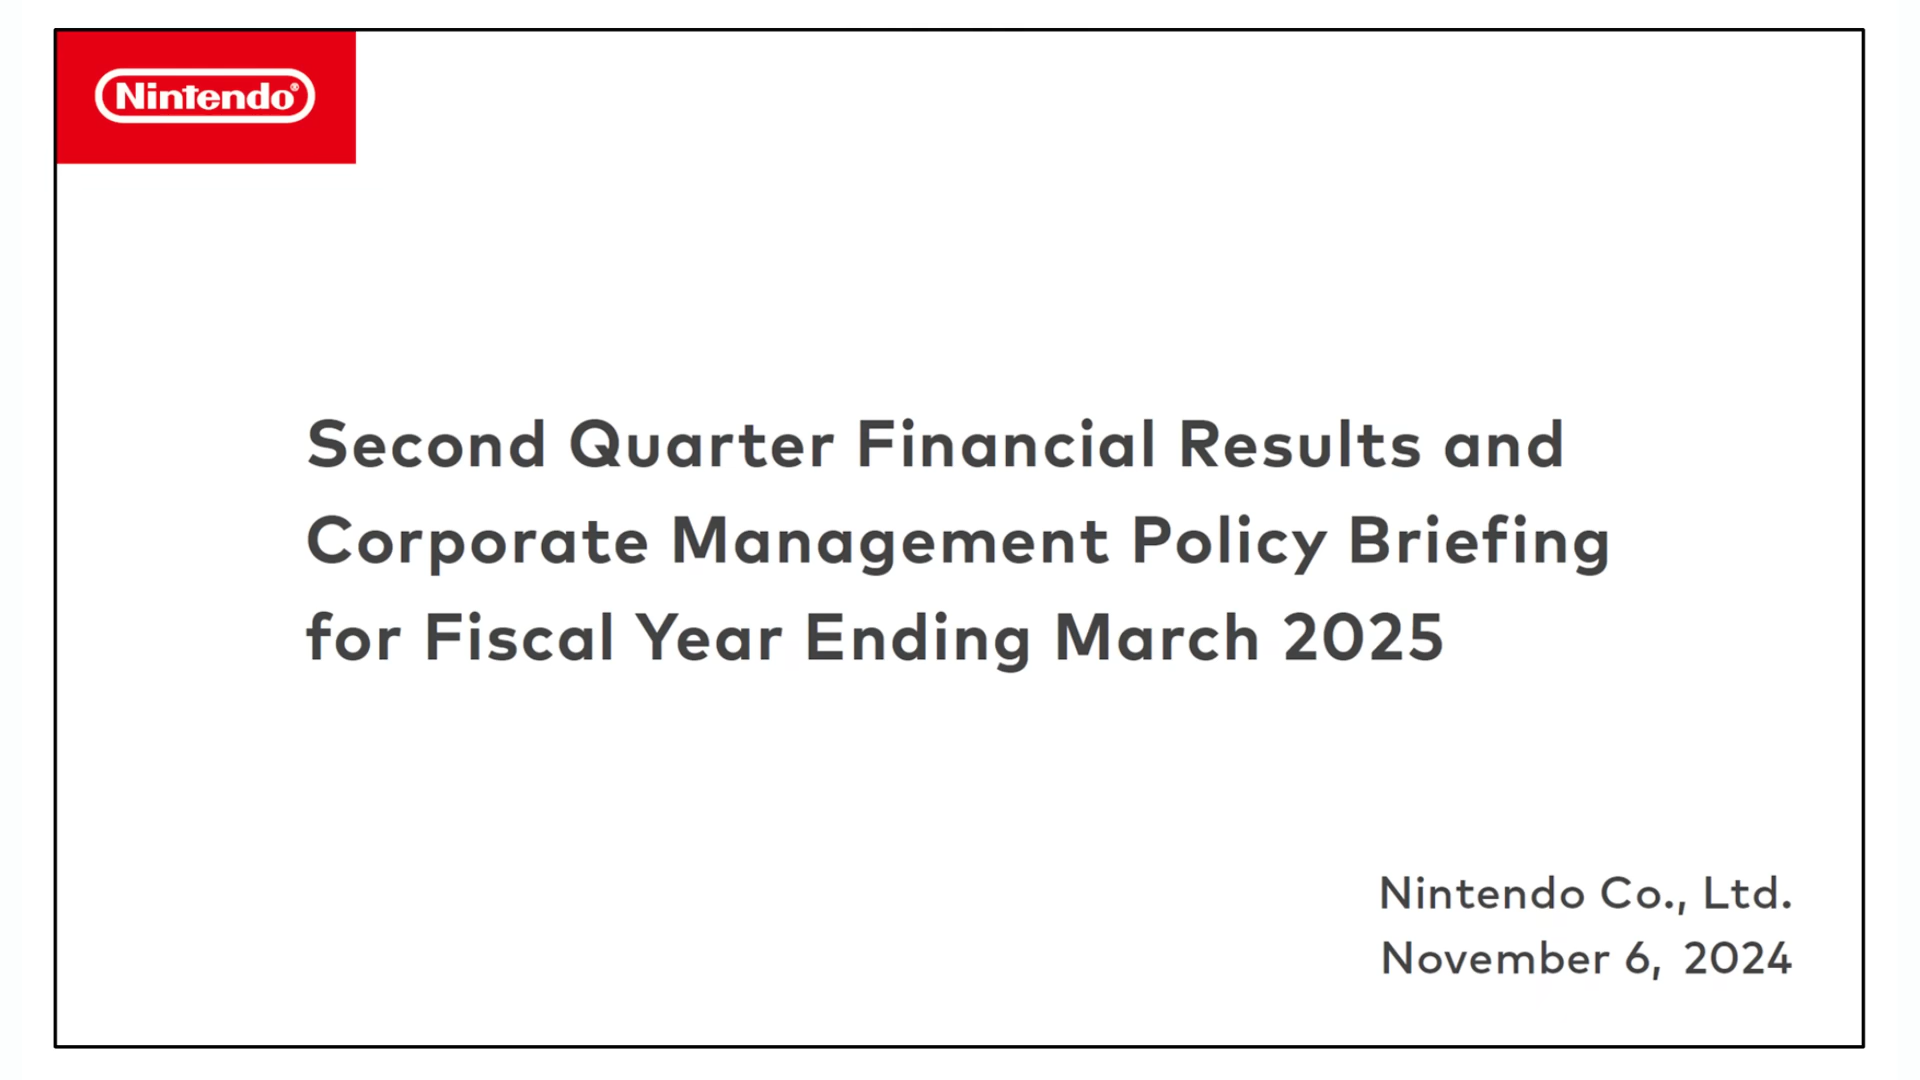 Nintendo®
Second Quarter Financial Results and
Corporate Management Policy Briefing
for Fiscal Year Ending March 2025
Nintendo Co., Ltd.
November 6, 2024